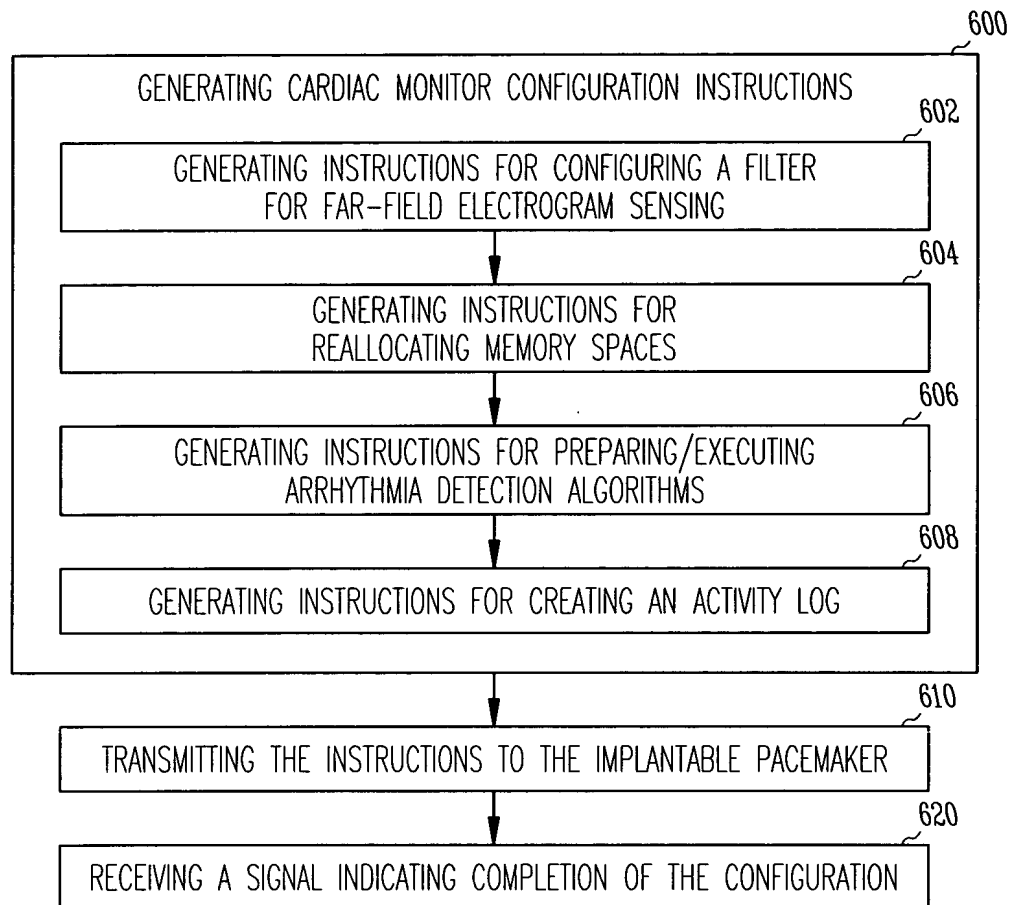 600
GENERATING CARDIAC MONITOR CONFIGURATION INSTRUCTIONS
602
GENERATING INSTRUCTIONS FOR CONFIGURING A FILTER
FOR FAR-FIELD ELECTROGRAM SENSING
604
GENERATING INSTRUCTIONS FOR
REALLOCATING MEMORY SPACES
606
GENERATING INSTRUCTIONS FOR PREPARING/EXECUTING
ARRHYTHMIA DETECTION ALGORITHMS
608
GENERATING INSTRUCTIONS FOR CREATING AN ACTIVITY LOG
610
TRANSMITTING THE INSTRUCTIONS TO THE IMPLANTABLE PACEMAKER
620
RECEIVING A SIGNAL INDICATING COMPLETION OF THE CONFIGURATION